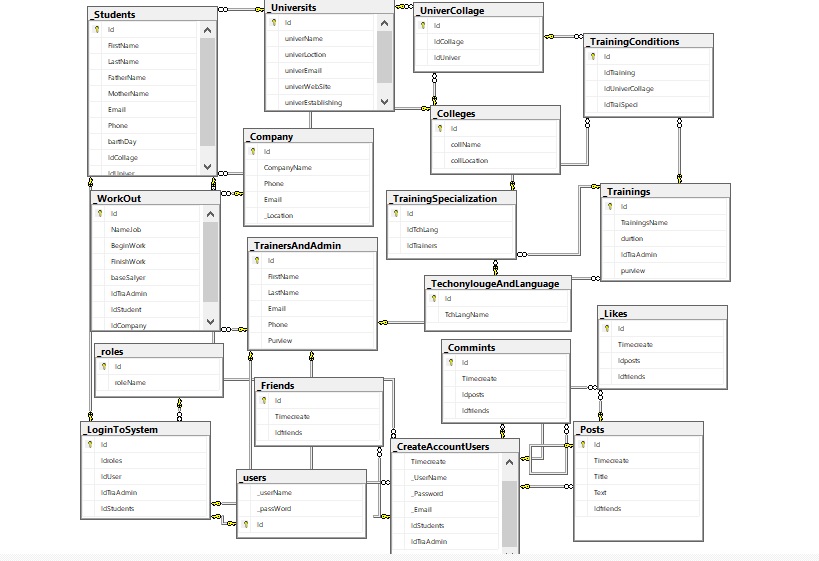 _Students
Id
FirstName
LastName
FatherName
MotherName
Email
Phone
barthDay
IdCollage
IdUniver
_Universits
Id
univerName
univerLoction
univerEmail
univerWebSite
univerEstablishing
_UniverCollage
Id
IdCollage
IdUniver
_TrainingConditions
Id
IdTraining
IdUniverCollage
IdTraiSpeci
_Colleges
Id
collName
collLocation
_Company
Id
CompanyName
Phone
Email
_Location
_WorkOut
Id
NameJob
BeginWork
FinishWork
baseSalyer
IdTraAdmin
IdStudent
IdCompany
_TrainingSpecialization
Id
IdTchLang
IdTrainers
_Trainings
Id
TrainingsName
durtion
IdTraAdmin
purview
_TrainersAndAdmin
Id
FirstName
LastName
Email
Phone
Purview
_TechonylougeAndLanguage
Id
TchLangName
_Likes
Id
Timecreate
Idposts
Idfriends
_roles
Id
roleName
_Commints
Id
Timecreate
Idposts
Idfriends
_Friends
Id
Timecreate
Idfriends
_LoginToSystem
Id
Idroles
IdUser
IdTraAdmin
IdStudents
_users
_userName
_passWord
Id
_CreateAccountUsers
Timecreate
_UserName
_Password
_Email
IdStudents
IdTraAdmin
_Posts
Id
Timecreate
Title
Text
Idfriends